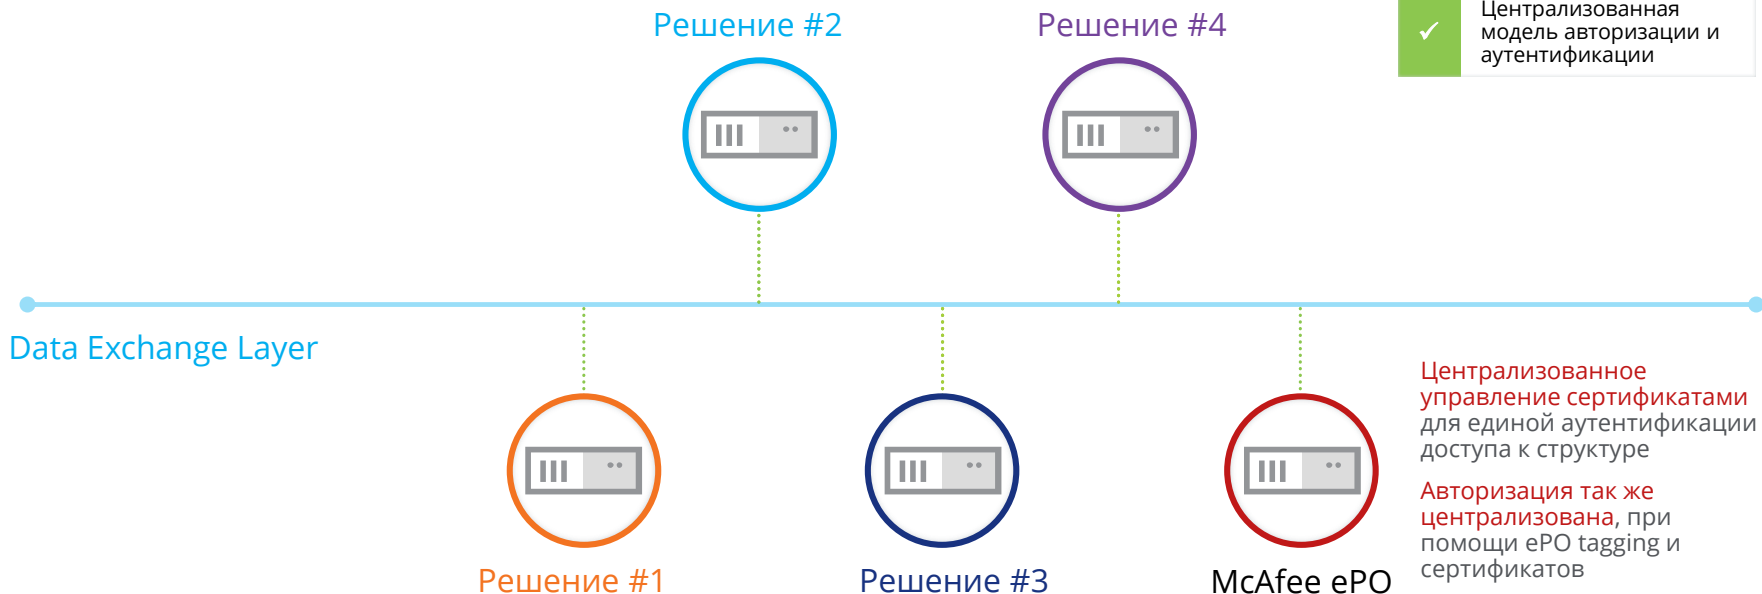 Решение #2
Решение #4
Централизованная
модель авторизации и
аутентификации
Data Exchange Layer
Централизованное
управление сертификатами
для единой аутентификации
доступа к структуре
Авторизация так же
централизована, при
помощи ePO tagging и
сертификатов
Решение #1
Решение #3
McAfee ePO